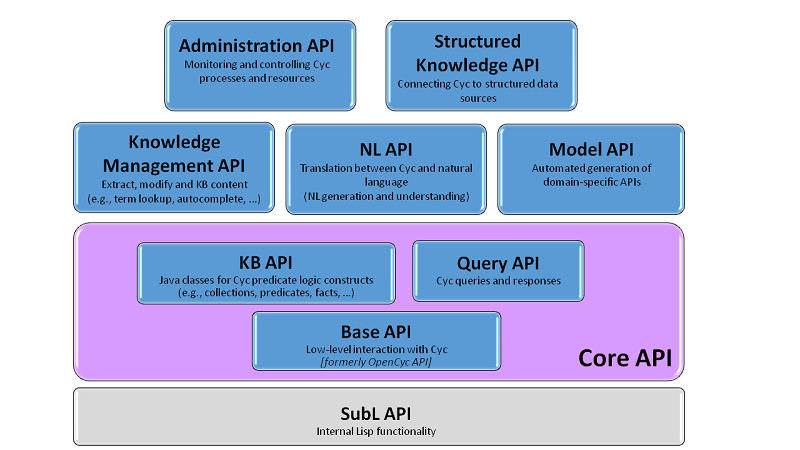 Administration API
Monitoring and controlling Cyc
processes and resources
Structured
Knowledge API
Connecting Cyc to structured data
sources
Knowledge
Management API
Extract, modify and KB content
(e.g., term lookup, autocomplete, ...)
NL API
Translation between Cyc and natural
language
(NL generation and understanding)
Model API
Automated generation of
domain-specific APIs
KB API
Java classes for Cyc predicate logic constructs
(e.g., collections, predicates, facts, ...)
Query API
Cyc queries and responses
Base API
Low-level interaction with Cyc
[formerly OpenCyc API]
Core API
SubL API
Internal Lisp functionality